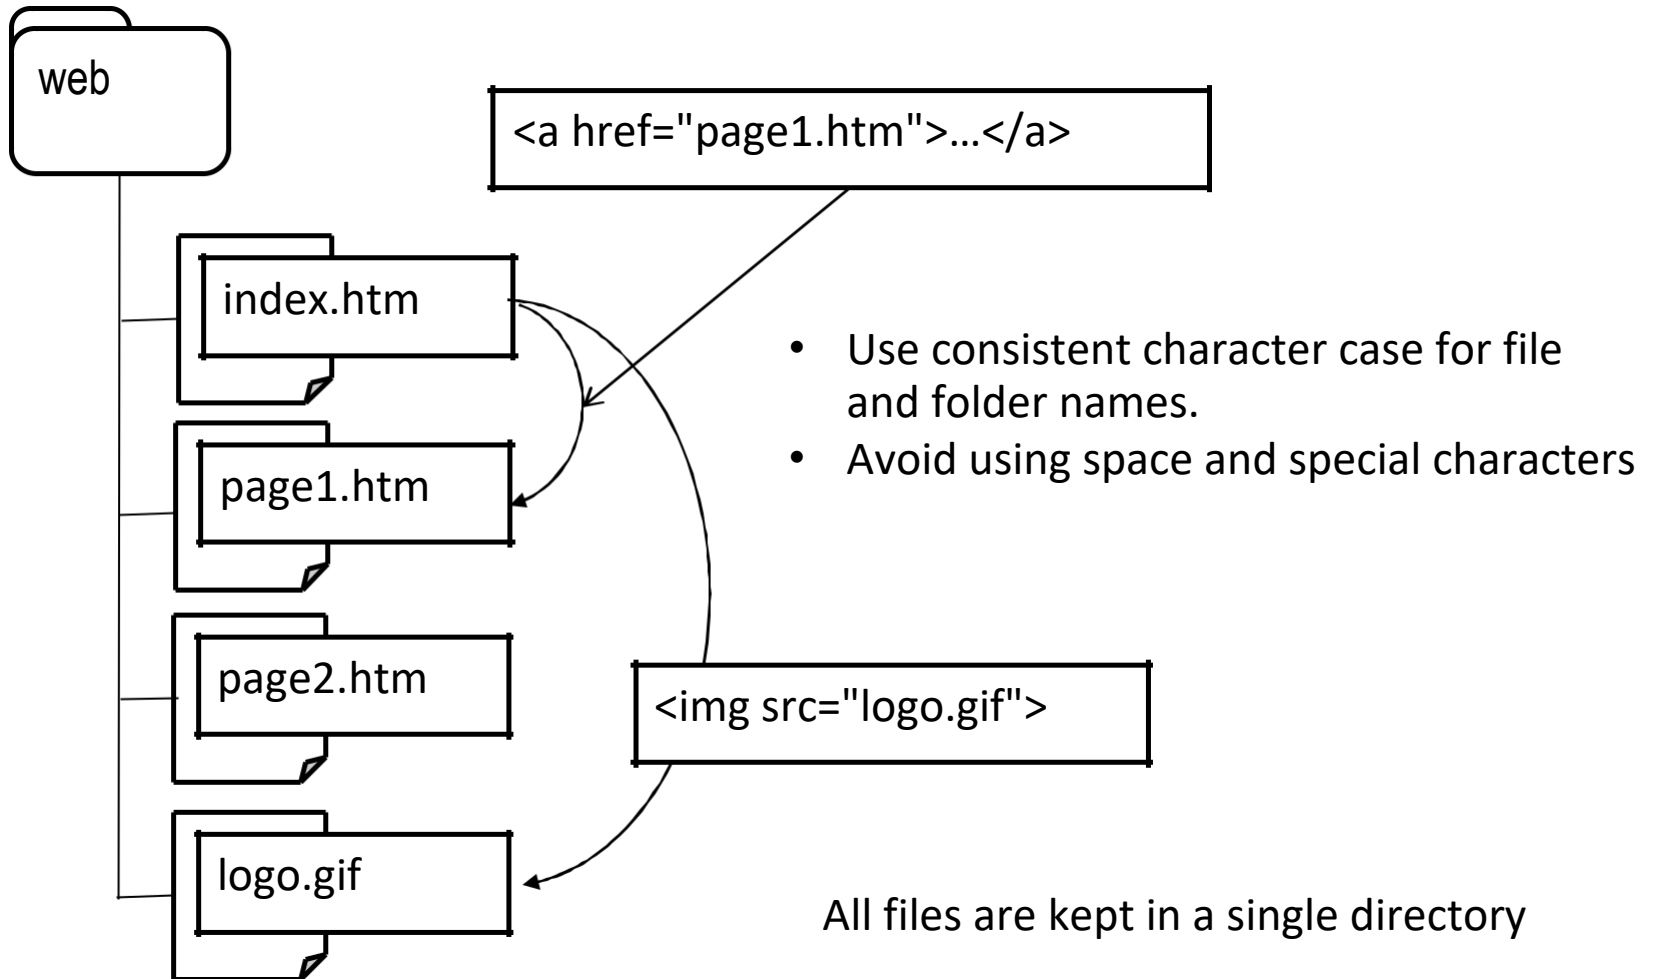 web
<a href="page1.htm">...</a>
index.htm
• Use consistent character case for file
and folder names.
• Avoid using space and special characters
page1.htm
page2.htm
<img src="logo.gif">
logo.gif
All files are kept in a single directory